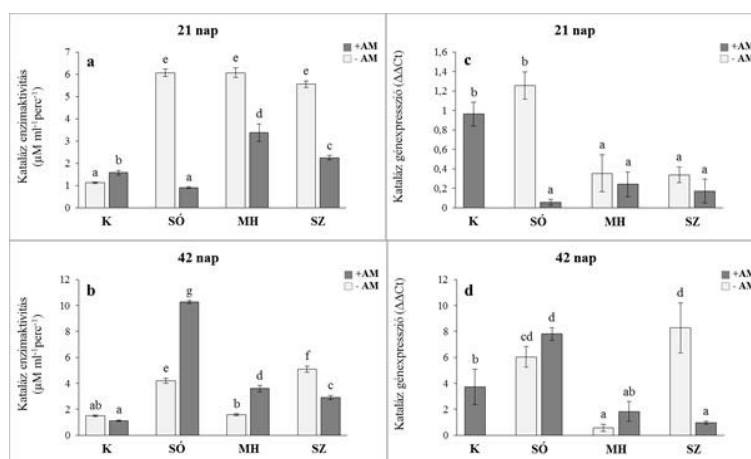 21 nap
a
+AM
- AM
Kataláz enzimaktivitás
(μM ml⁻¹perc⁻¹)
7
6
5
4
3
2
1
0
a b e a e d e c
K SÓ MH SZ
21 nap
c
+AM
- AM
Kataláz génexpresszió (ΔΔCt)
1,6
1,4
1,2
1
0,8
0,6
0,4
0,2
0
b b a a a a a
K SÓ MH SZ
42 nap
b
+AM
- AM
Kataláz enzimaktivitás
(μM ml⁻¹perc⁻¹)
12
10
8
6
4
2
0
ab a e g b d f c
K SÓ MH SZ
42 nap
d
+AM
- AM
Kataláz génexpresszió (ΔΔCt)
12
10
8
6
4
2
0
b cd d a ab d a
K SÓ MH SZ